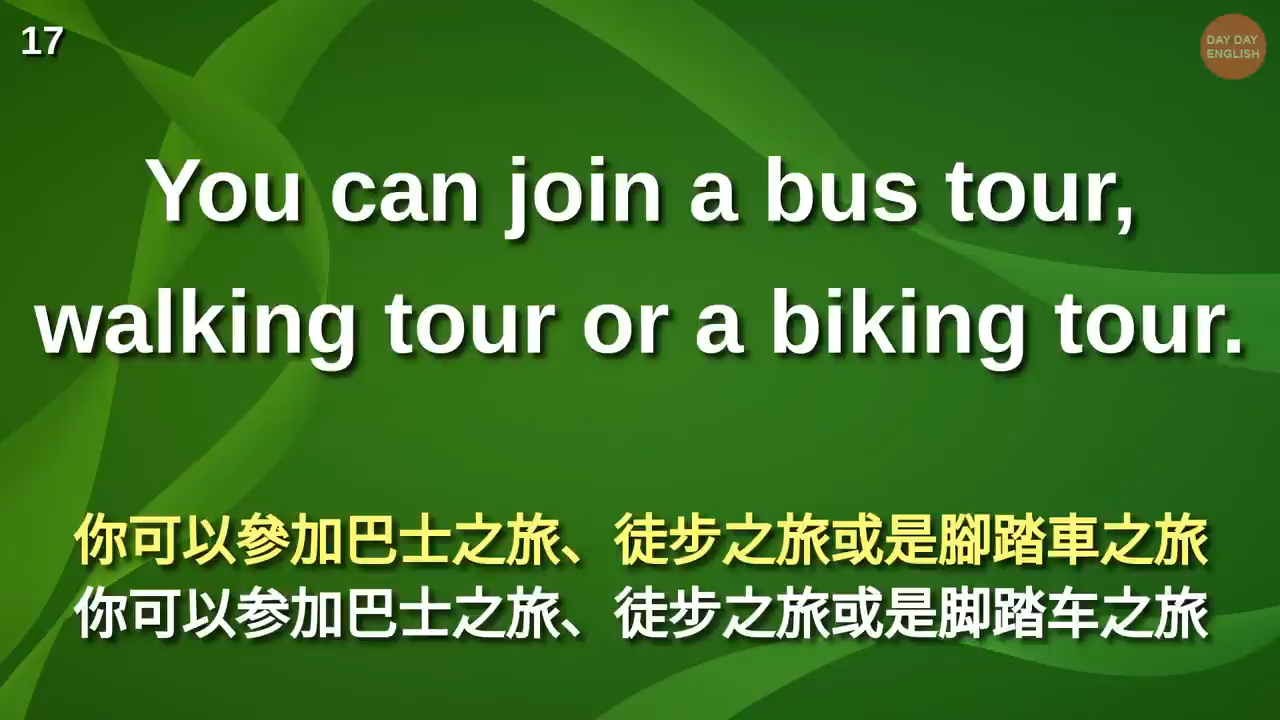 17
DAY DAY
ENGLISH
You can join a bus tour,
walking tour or a biking tour.
你可以參加巴士之旅、徒步之旅或是腳踏車之旅
你可以参加巴士之旅、徒步之旅或是脚踏车之旅